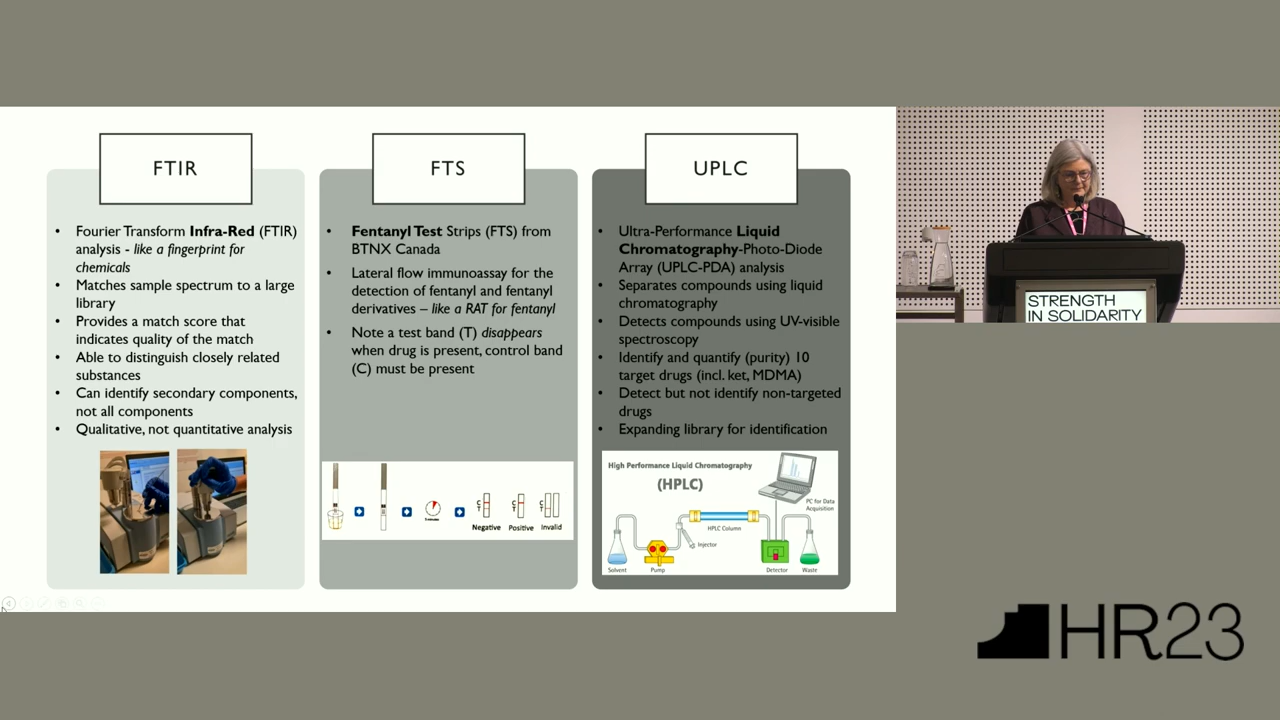 FTIR
• Fourier Transform Infra-Red (FTIR)
analysis - like a fingerprint for
chemicals
• Matches sample spectrum to a large
library
• Provides a match score that
indicates quality of the match
• Able to distinguish closely related
substances
• Can identify secondary components,
not all components
• Qualitative, not quantitative analysis
FTS
• Fentanyl Test Strips (FTS) from
BTNX Canada
• Lateral flow immunoassay for the
detection of fentanyl and fentanyl
derivatives – like a RAT for fentanyl
• Note a test band (T) disappears
when drug is present, control band
(C) must be present
C
T
C
T
C
T
Negative
Positive
Invalid
UPLC
• Ultra-Performance Liquid
Chromatography-Photo-Diode
Array (UPLC-PDA) analysis
• Separates compounds using liquid
chromatography
• Detects compounds using UV-visible
spectroscopy
• Identify and quantify (purity) 10
target drugs (incl. ket, MDMA)
• Detect but not identify non-targeted
drugs
• Expanding library for identification
High Performance Liquid Chromatography
(HPLC)
PC for Data
Acquisition
HPLC Column
Injector
Solvent
Pump
Detector
Waste
STRENGTH
IN SOLIDARITY
HR23